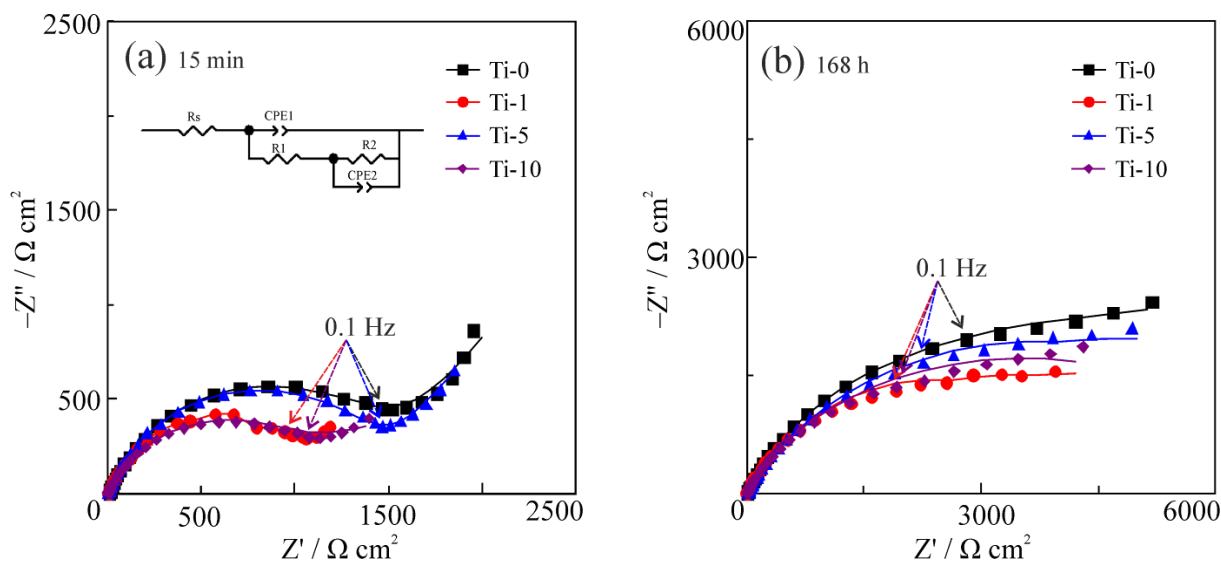 (a) 15 min
−Z'' / Ω cm²
2500
1500
500
0
500
1500
2500
Z' / Ω cm²
Ti-0
Ti-1
Ti-5
Ti-10
Rs
CPE1
R1
R2
CPE2
0.1 Hz
(b) 168 h
−Z'' / Ω cm²
6000
3000
0
3000
6000
Z' / Ω cm²
Ti-0
Ti-1
Ti-5
Ti-10
0.1 Hz